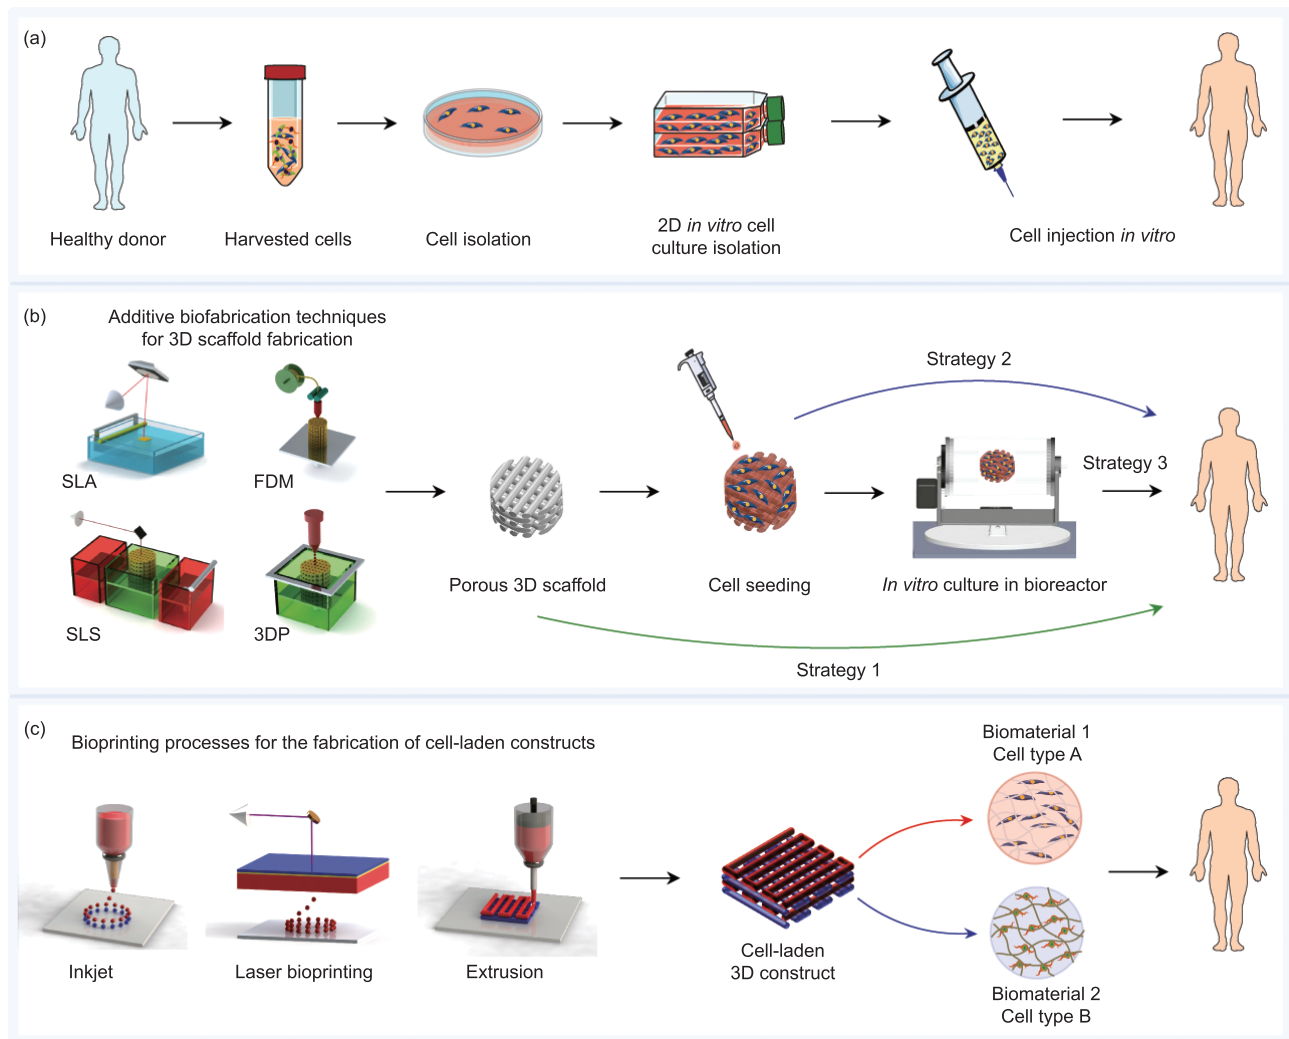 (a)
Healthy donor
Harvested cells
Cell isolation
2D in vitro cell
culture isolation
Cell injection in vitro
(b)
Additive biofabrication techniques
for 3D scaffold fabrication
SLA
FDM
SLS
3DP
Porous 3D scaffold
Cell seeding
In vitro culture in bioreactor
Strategy 2
Strategy 3
Strategy 1
(c)
Bioprinting processes for the fabrication of cell-laden constructs
Inkjet
Laser bioprinting
Extrusion
Cell-laden
3D construct
Biomaterial 1
Cell type A
Biomaterial 2
Cell type B